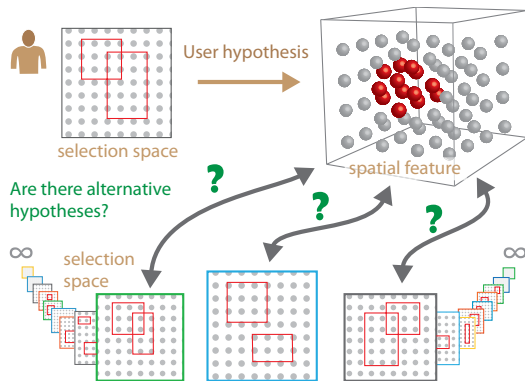 User hypothesis
selection space
spatial feature
?
Are there alternative
hypotheses?
?
?
∞
selection
space
∞